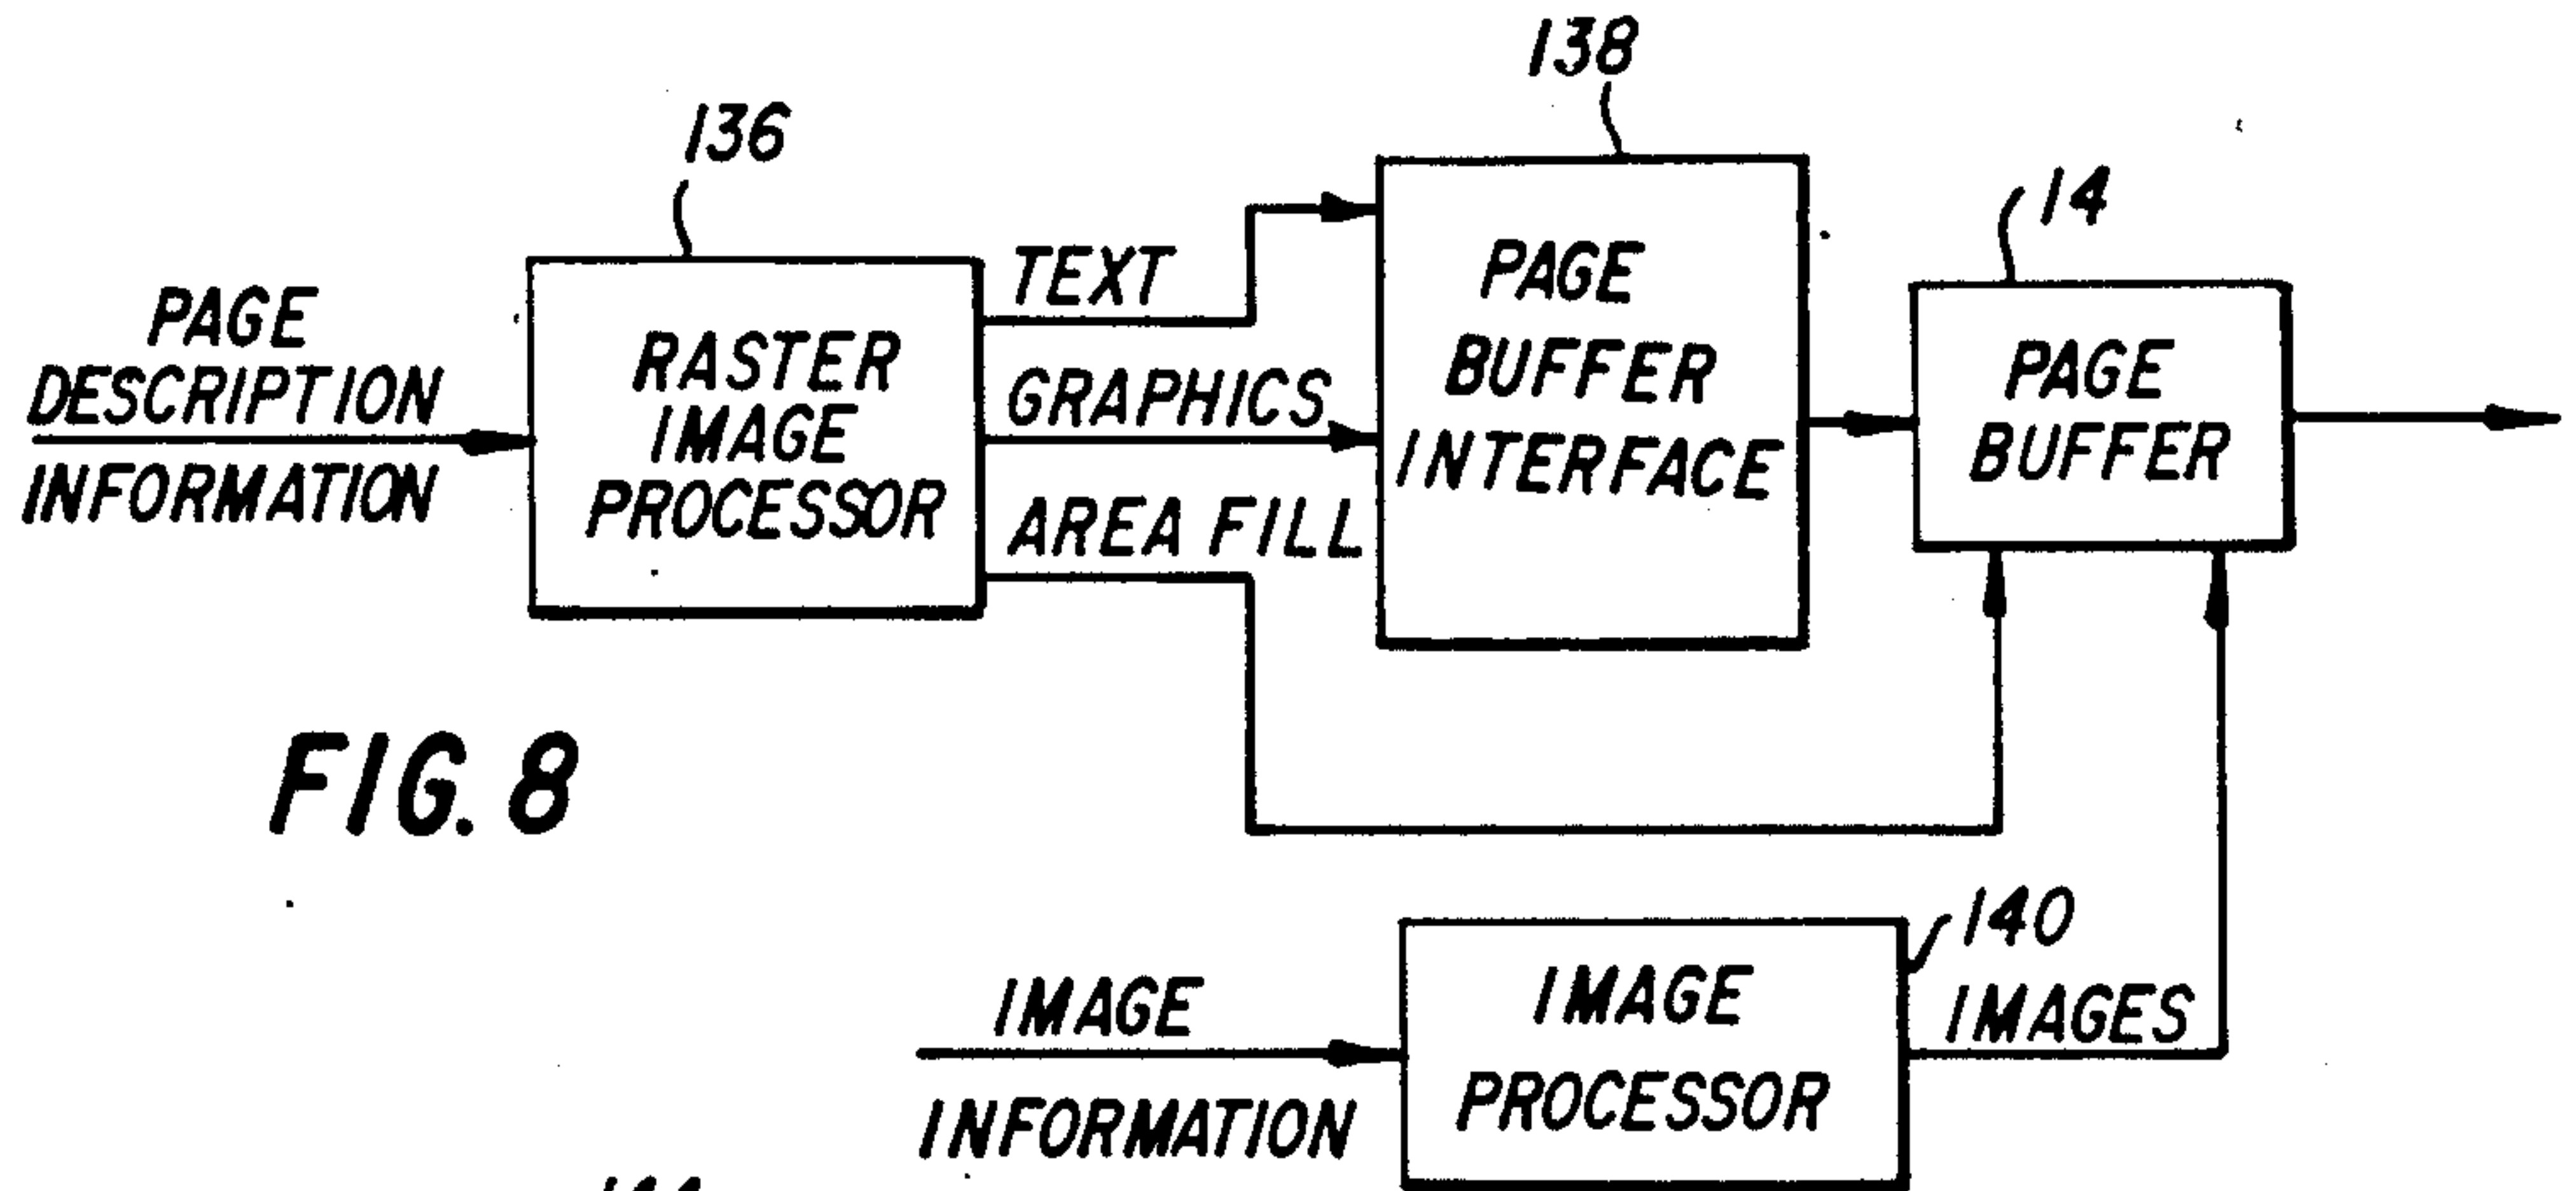 138
136
14
PAGE
DESCRIPTION
INFORMATION
RASTER
IMAGE
PROCESSOR
TEXT
GRAPHICS
AREA FILL
PAGE
BUFFER
INTERFACE
PAGE
BUFFER
FIG. 8
140
IMAGE
INFORMATION
IMAGE
PROCESSOR
IMAGES